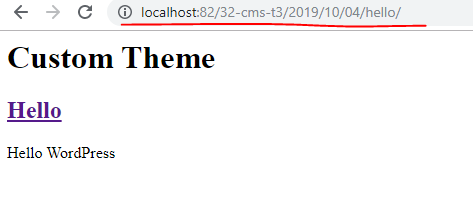 localhost:82/32-cms-t3/2019/10/04/hello/
Custom Theme
Hello
Hello WordPress